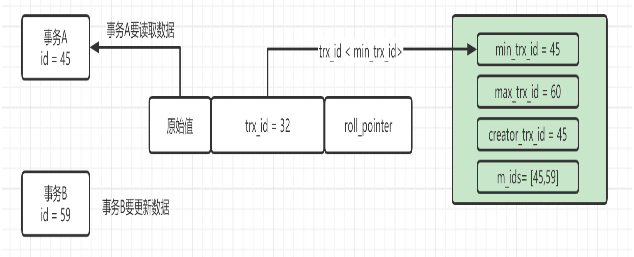 事务A
id = 45
事务A要读取数据
trx_id < min_trx_id>
min_trx_id = 45
max_trx_id = 60
creator_trx_id = 45
m_ids= [45,59]
原始值
trx_id = 32
roll_pointer
事务B
id = 59
事务B要更新数据